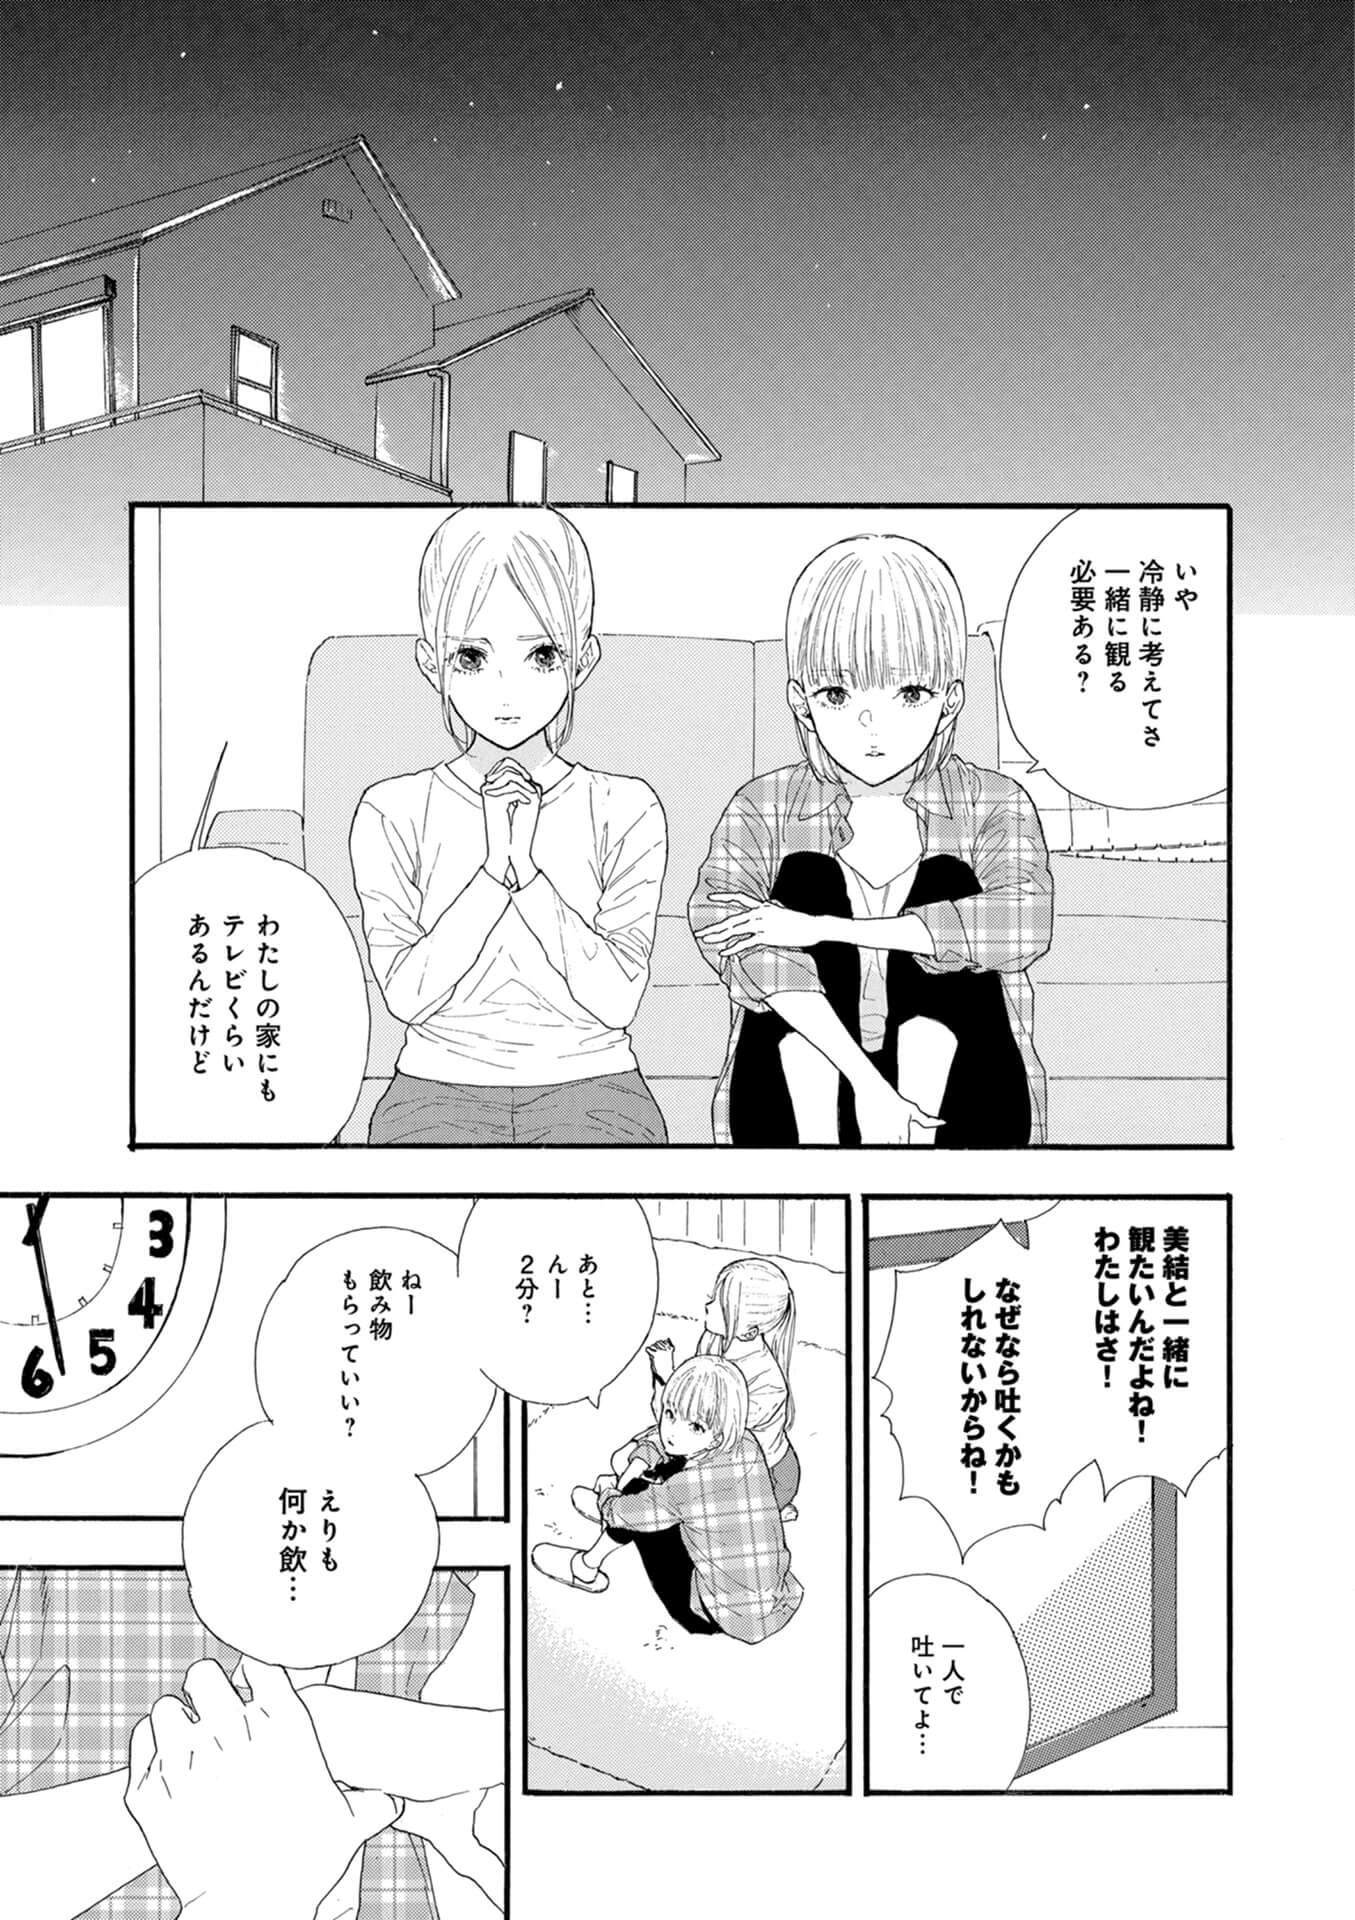 いや
冷静に考えてさ
一緒に観る
必要ある？
わたしの家にも
テレビくらい
あるんだけど
美結と一緒に
観たいんだよね！
わたしはさ！
なぜなら吐くかも
しれないからね！
一人で
吐いてよ…
あと…
んー
2分？
ねー
飲み物
もらっていい？
えりも
何か飲…
3
4
5
6